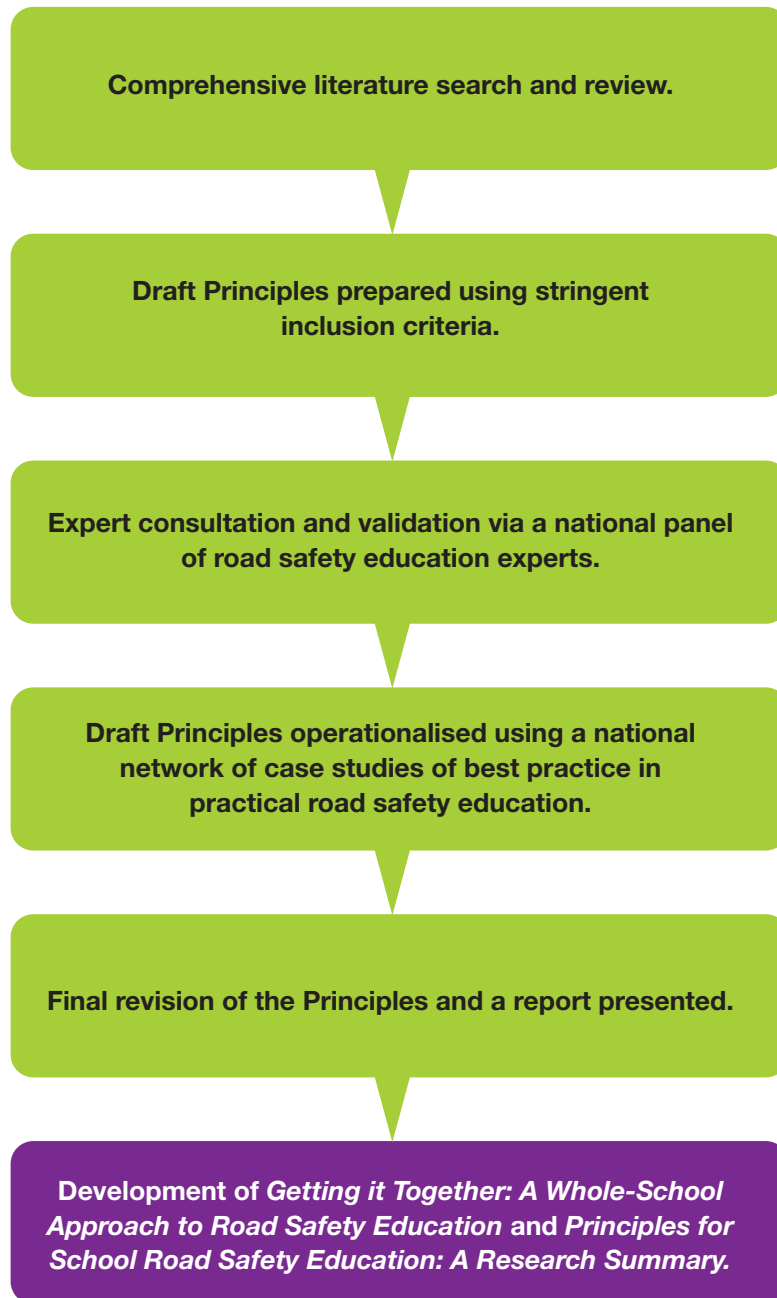 Comprehensive literature search and review.
Draft Principles prepared using stringent
inclusion criteria.
Expert consultation and validation via a national panel
of road safety education experts.
Draft Principles operationalised using a national
network of case studies of best practice in
practical road safety education.
Final revision of the Principles and a report presented.
Development of Getting it Together: A Whole-School
Approach to Road Safety Education and Principles for
School Road Safety Education: A Research Summary.